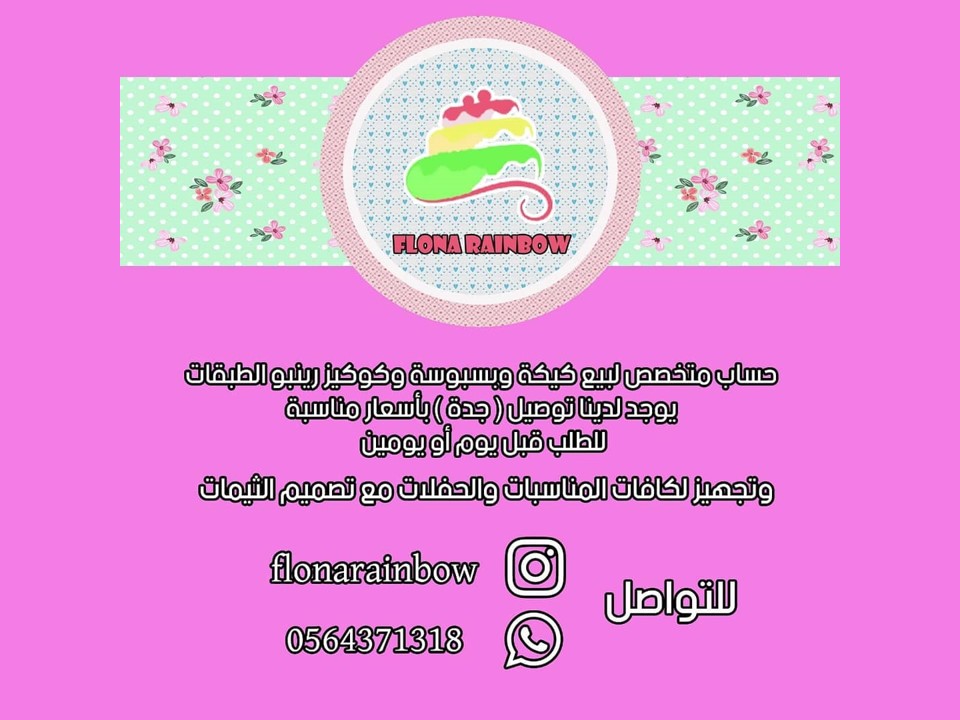 FLONA RAINBOW
حساب متخصص لبيع كيكة وبسبوسة وكوكيز رينبو الطبقات
يوجد لدينا توصيل ( جدة ) بأسعار مناسبة
للطلب قبل يوم أو يومين
وتجهيز لكافات المناسبات والحفلات مع تصميم الثيمات
للتواصل
flonarainbow
0564371318